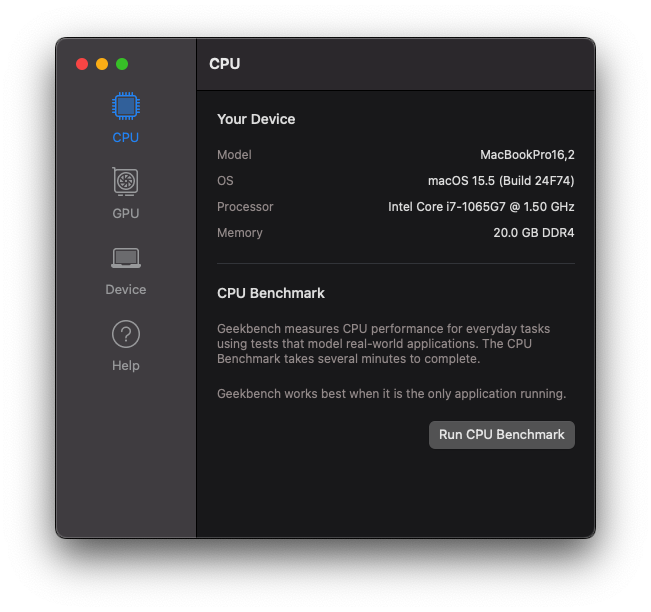 CPU
CPU
GPU
Device
Help
Your Device
Model MacBookPro16,2
OS macOS 15.5 (Build 24F74)
Processor Intel Core i7-1065G7 @ 1.50 GHz
Memory 20.0 GB DDR4
CPU Benchmark
Geekbench measures CPU performance for everyday tasks
using tests that model real-world applications. The CPU
Benchmark takes several minutes to complete.
Geekbench works best when it is the only application running.
Run CPU Benchmark